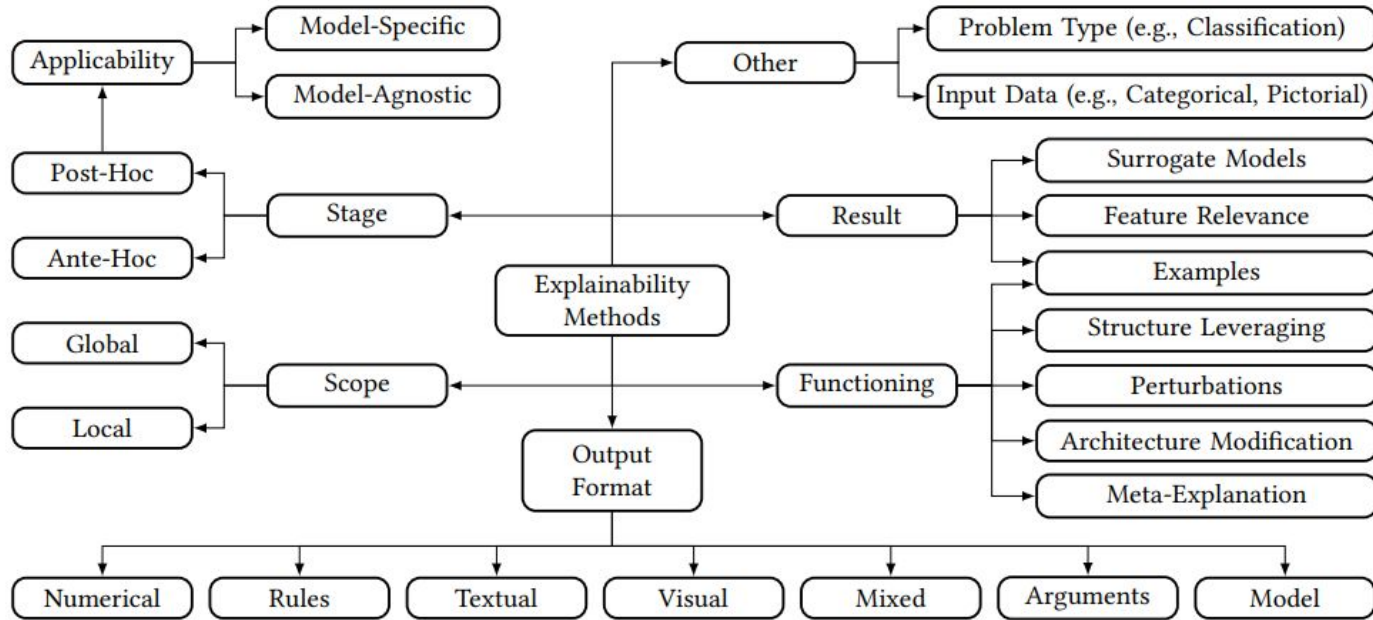 Model-Specific
Problem Type (e.g., Classification)
Applicability
Other
Model-Agnostic
Input Data (e.g., Categorical, Pictorial)
Surrogate Models
Post-Hoc
Stage
Result
Feature Relevance
Ante-Hoc
Examples
Explainability
Methods
Global
Structure Leveraging
Scope
Functioning
Perturbations
Local
Architecture Modification
Output
Format
Meta-Explanation
Numerical
Rules
Textual
Visual
Mixed
Arguments
Model